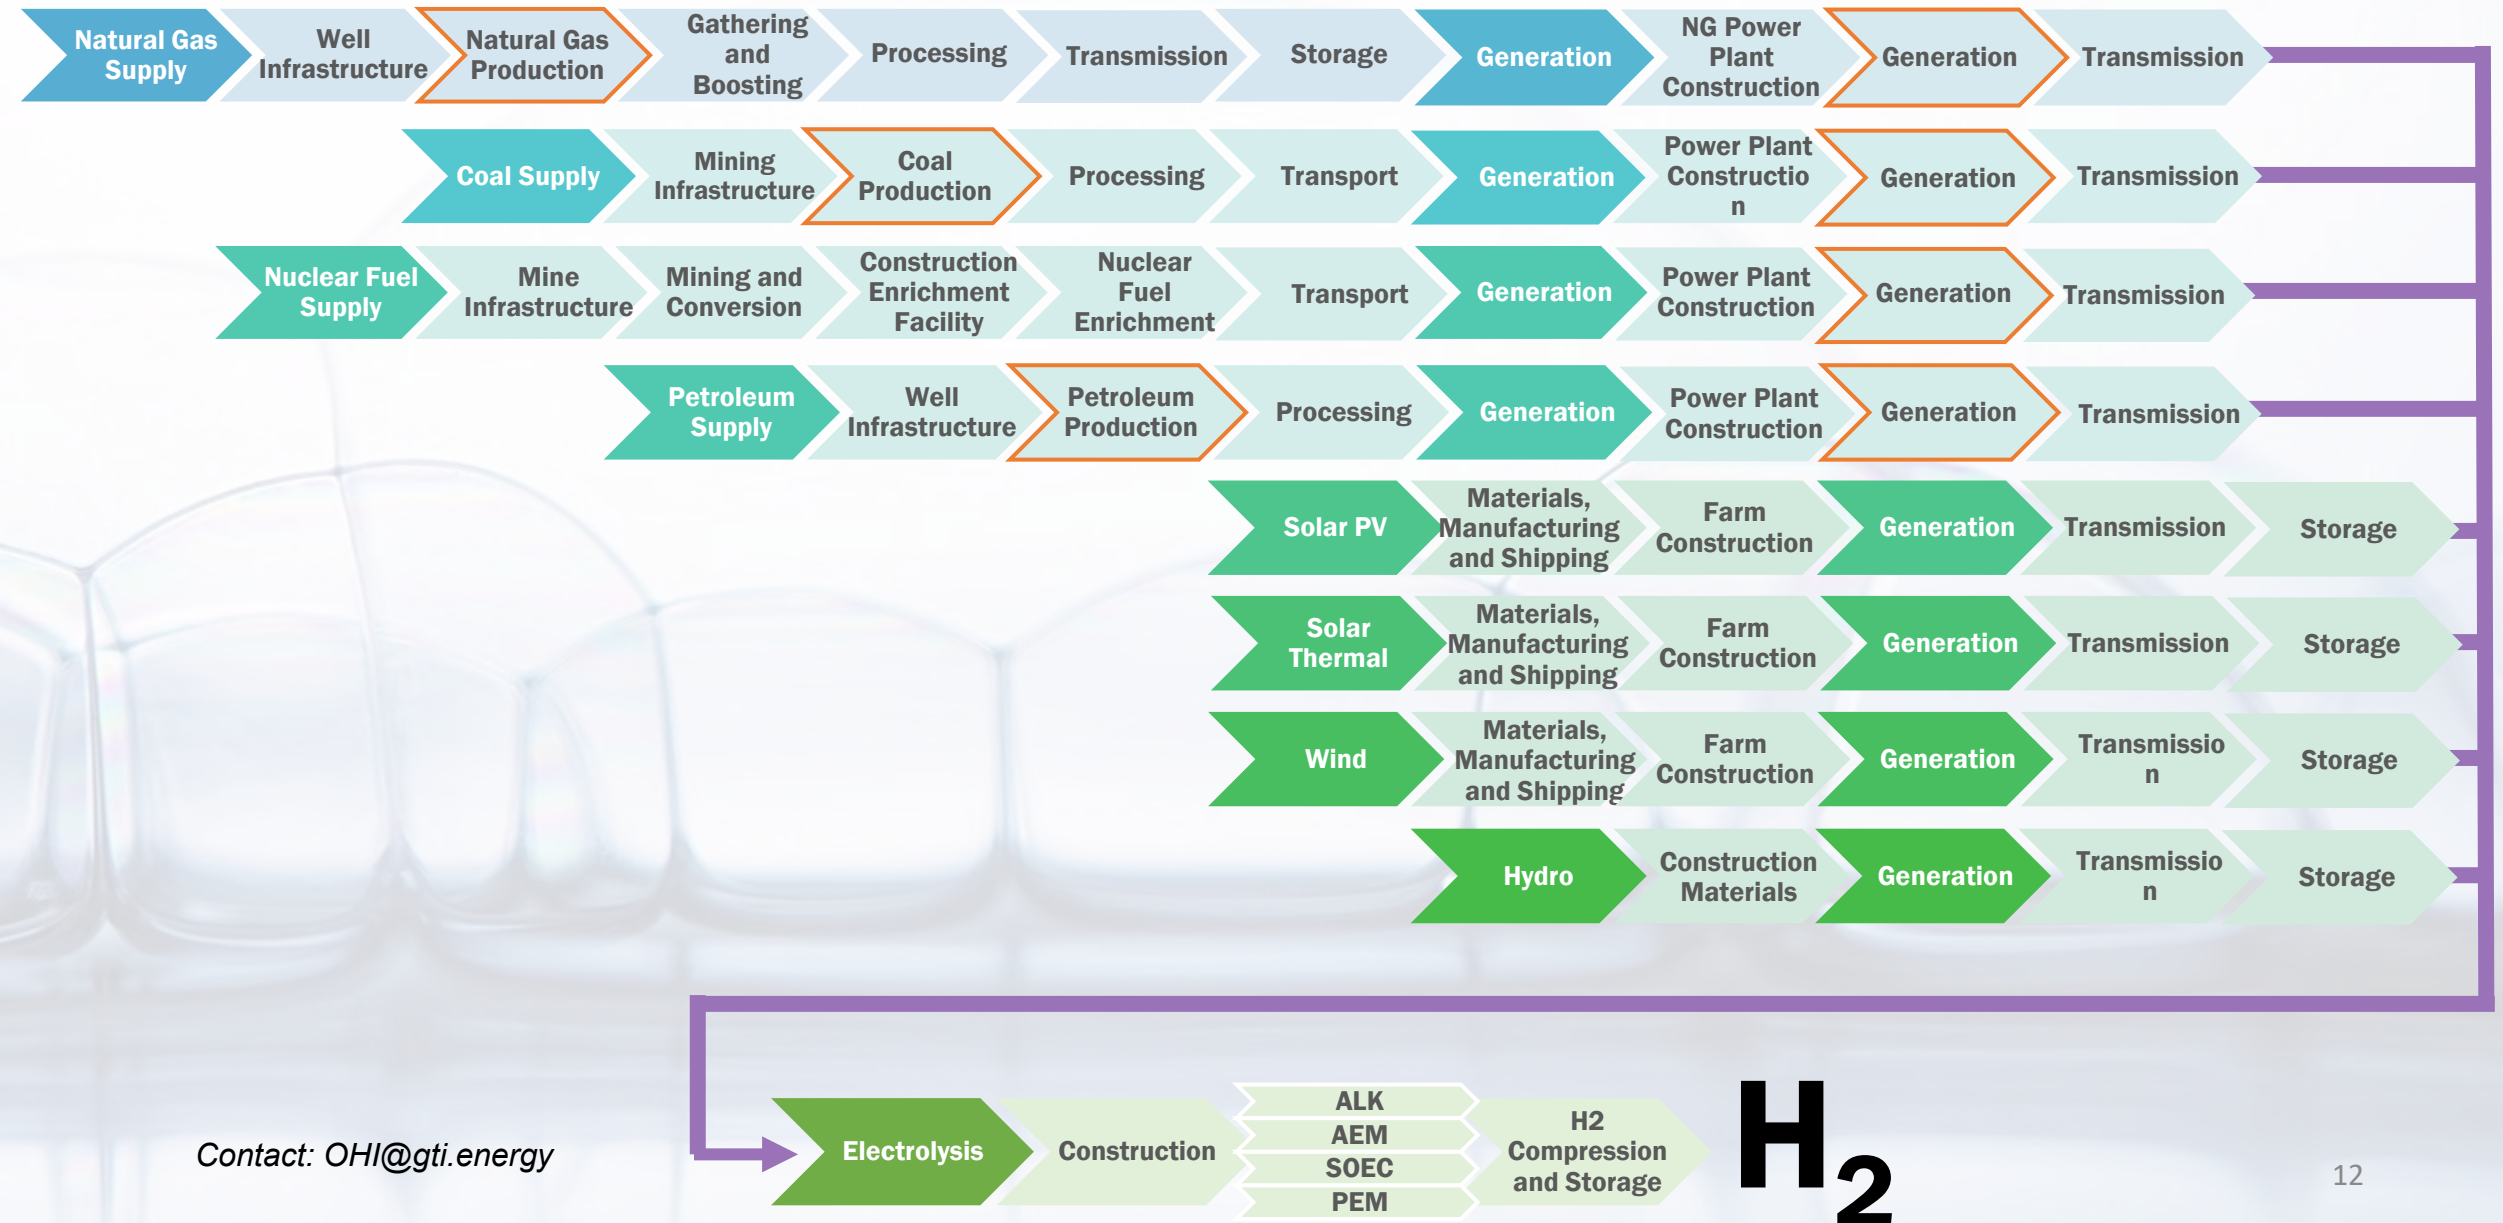 Natural Gas
Supply
Well
Infrastructure
Natural Gas
Production
Gathering
and
Boosting
Processing
Transmission
Storage
Generation
NG Power
Plant
Construction
Generation
Transmission
Coal Supply
Mining
Infrastructure
Coal
Production
Processing
Transport
Generation
Power Plant
Constructio
n
Generation
Transmission
Nuclear Fuel
Supply
Mine
Infrastructure
Mining and
Conversion
Construction
Enrichment
Facility
Nuclear
Fuel
Enrichment
Transport
Generation
Power Plant
Construction
Generation
Transmission
Petroleum
Supply
Well
Infrastructure
Petroleum
Production
Processing
Generation
Power Plant
Construction
Generation
Transmission
Solar PV
Materials,
Manufacturing
and Shipping
Farm
Construction
Generation
Transmission
Storage
Solar
Thermal
Materials,
Manufacturing
and Shipping
Farm
Construction
Generation
Transmission
Storage
Wind
Materials,
Manufacturing
and Shipping
Farm
Construction
Generation
Transmissio
n
Storage
Hydro
Construction
Materials
Generation
Transmissio
n
Storage
Electrolysis
Construction
ALK
AEM
SOEC
PEM
H2
Compression
and Storage
H2
Contact: OHI@gti.energy
12